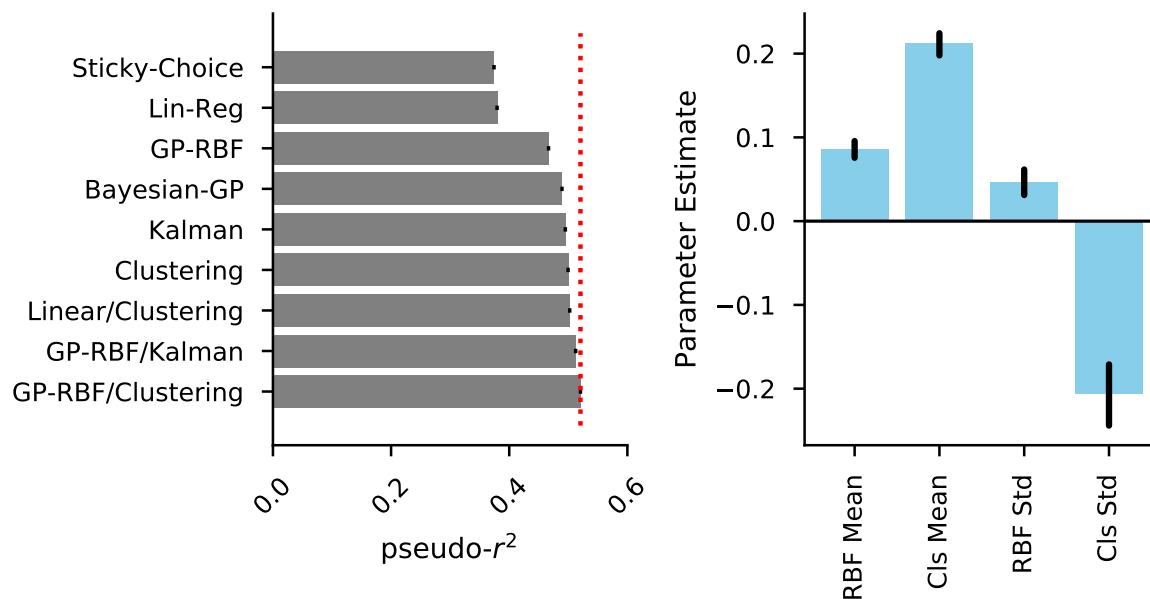 Sticky-Choice
Lin-Reg
GP-RBF
Bayesian-GP
Kalman
Clustering
Linear/Clustering
GP-RBF/Kalman
GP-RBF/Clustering
0.0
0.2
0.4
0.6
pseudo-r²
Parameter Estimate
0.2
0.1
0.0
−0.1
−0.2
RBF Mean
Cls Mean
RBF Std
Cls Std